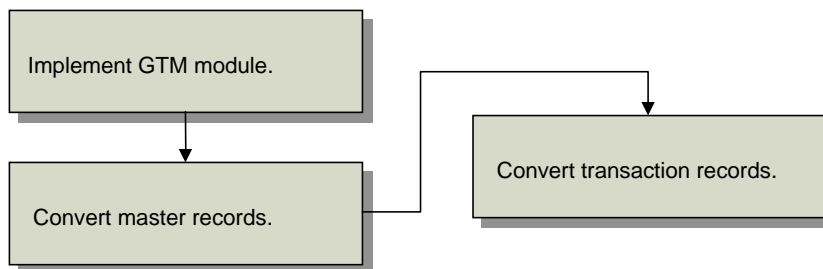 Implement GTM module.
Convert master records.
Convert transaction records.